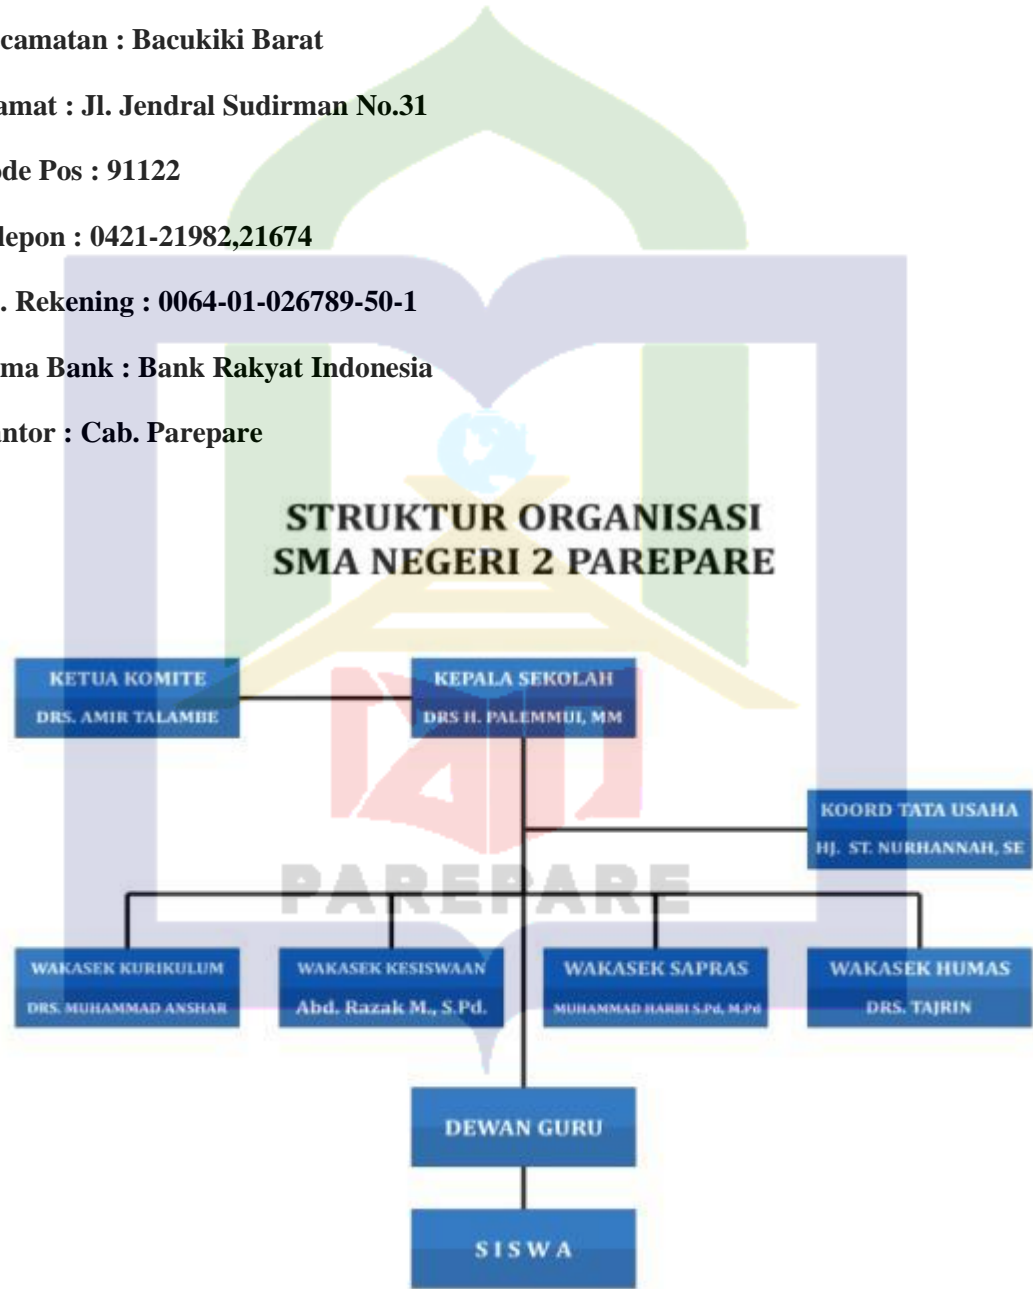 camatan : Bacukiki Barat
amat : Jl. Jendral Sudirman No.31
de Pos : 91122
lepon : 0421-21982,21674
. Rekening : 0064-01-026789-50-1
ma Bank : Bank Rakyat Indonesia
ntor : Cab. Parepare
STRUKTUR ORGANISASI
SMA NEGERI 2 PAREPARE
KETUA KOMITE
DRS. AMIR TALAMBE
KEPALA SEKOLAH
DRS H. PALEMMUI, MM
KOORD TATA USAHA
HJ. ST. NURHANNAH, SE
PAREPARE
WAKASEK KURIKULUM
DRS. MUHAMMAD ANSHAR
WAKASEK KESISWAAN
Abd. Razak M., S.Pd.
WAKASEK SAPRAS
MUHAMMAD HARBI S.Pd, M.Pd
WAKASEK HUMAS
DRS. TAJRIN
DEWAN GURU
S I S W A